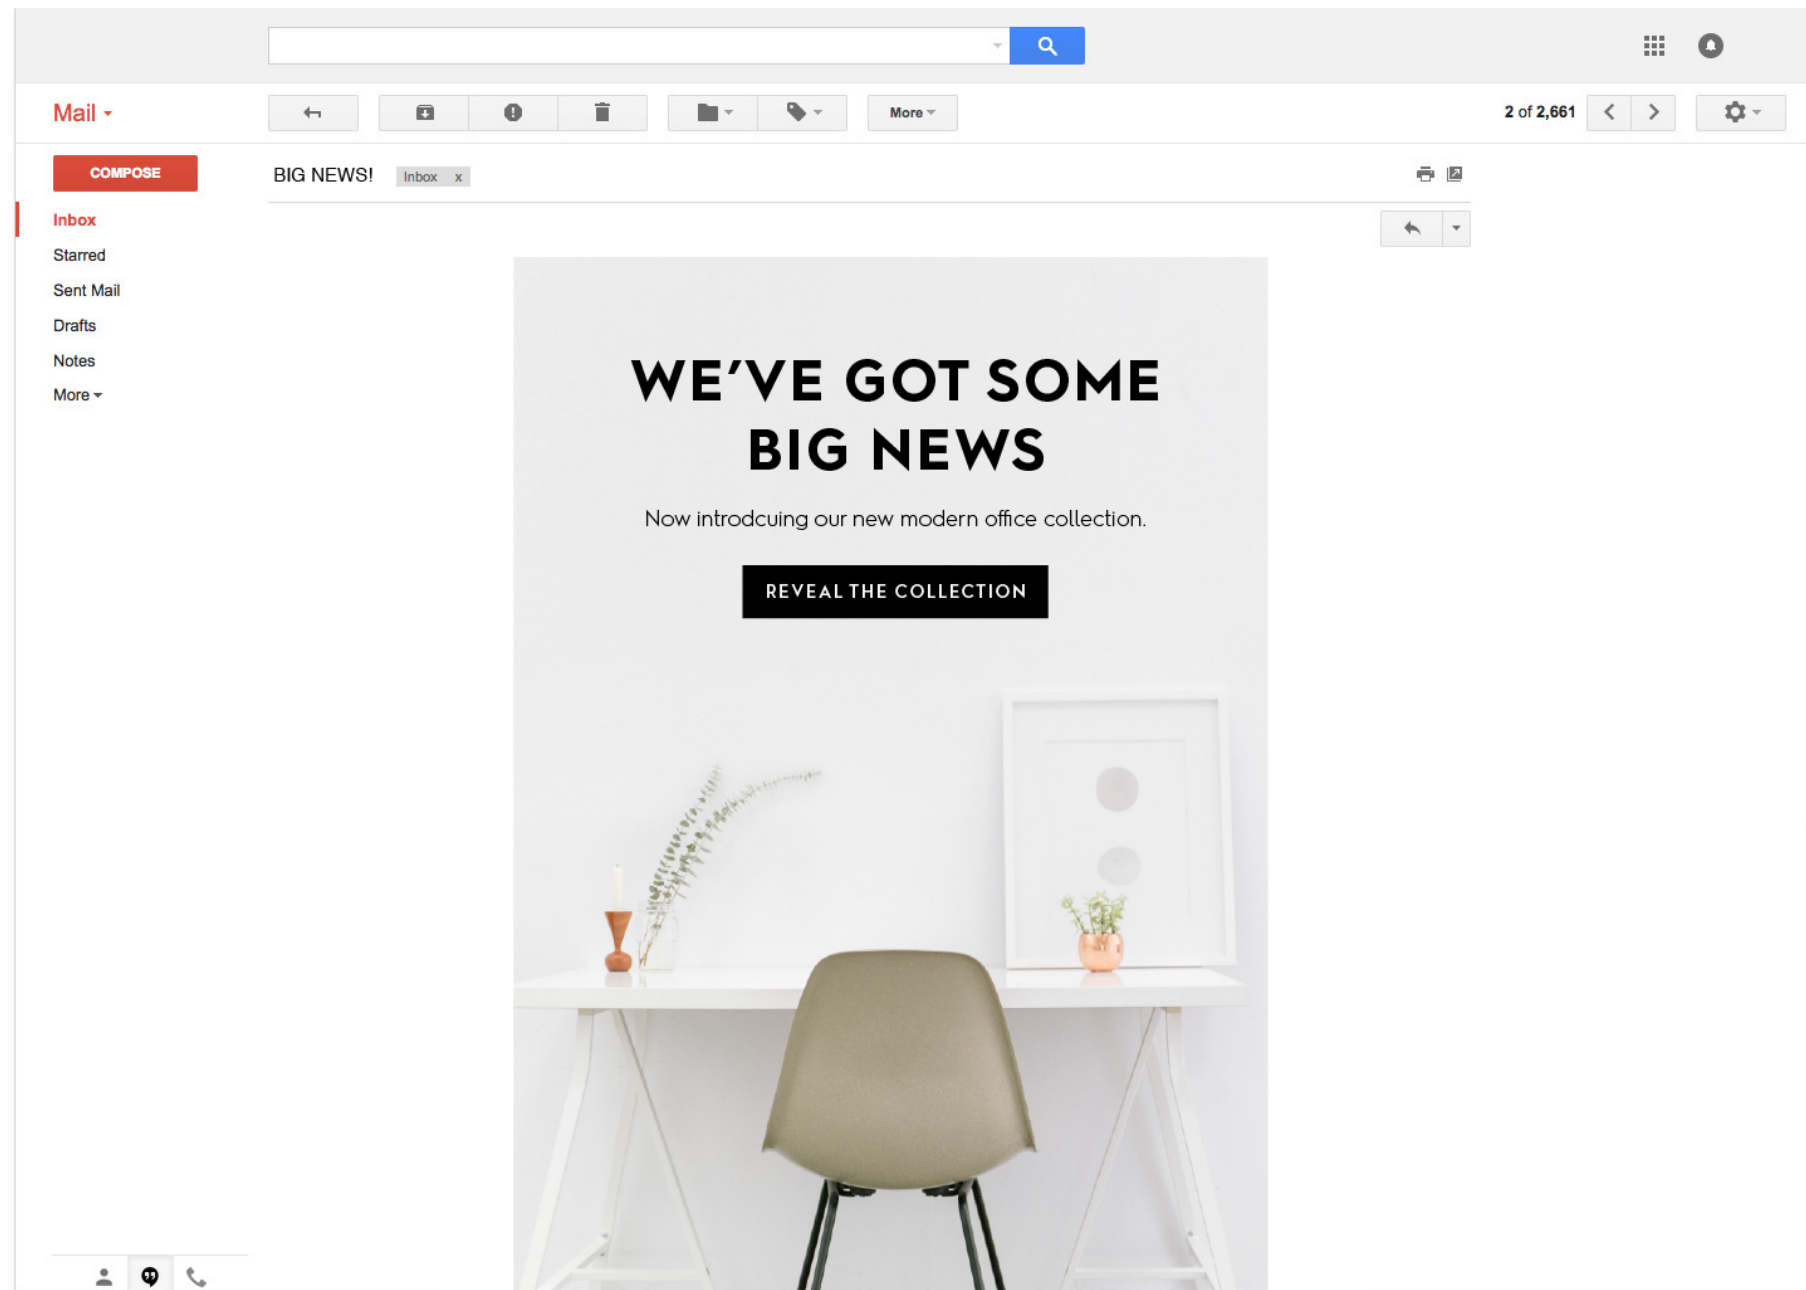 Mail
More
2 of 2,661
COMPOSE
BIG NEWS! Inbox x
Inbox
Starred
Sent Mail
Drafts
Notes
More
WE'VE GOT SOME
BIG NEWS
Now introdcuing our new modern office collection.
REVEAL THE COLLECTION